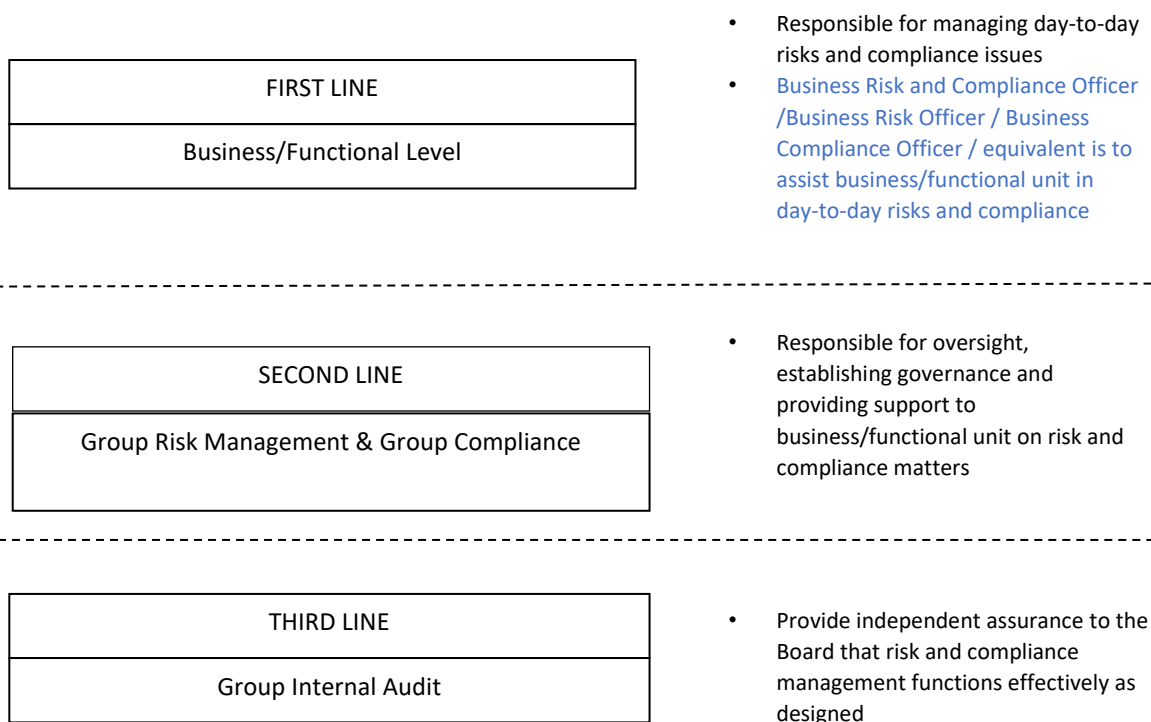 FIRST LINE
Business/Functional Level
• Responsible for managing day-to-day
risks and compliance issues
• Business Risk and Compliance Officer
/Business Risk Officer / Business
Compliance Officer / equivalent is to
assist business/functional unit in
day-to-day risks and compliance
SECOND LINE
Group Risk Management & Group Compliance
• Responsible for oversight,
establishing governance and
providing support to
business/functional unit on risk and
compliance matters
THIRD LINE
Group Internal Audit
• Provide independent assurance to the
Board that risk and compliance
management functions effectively as
designed